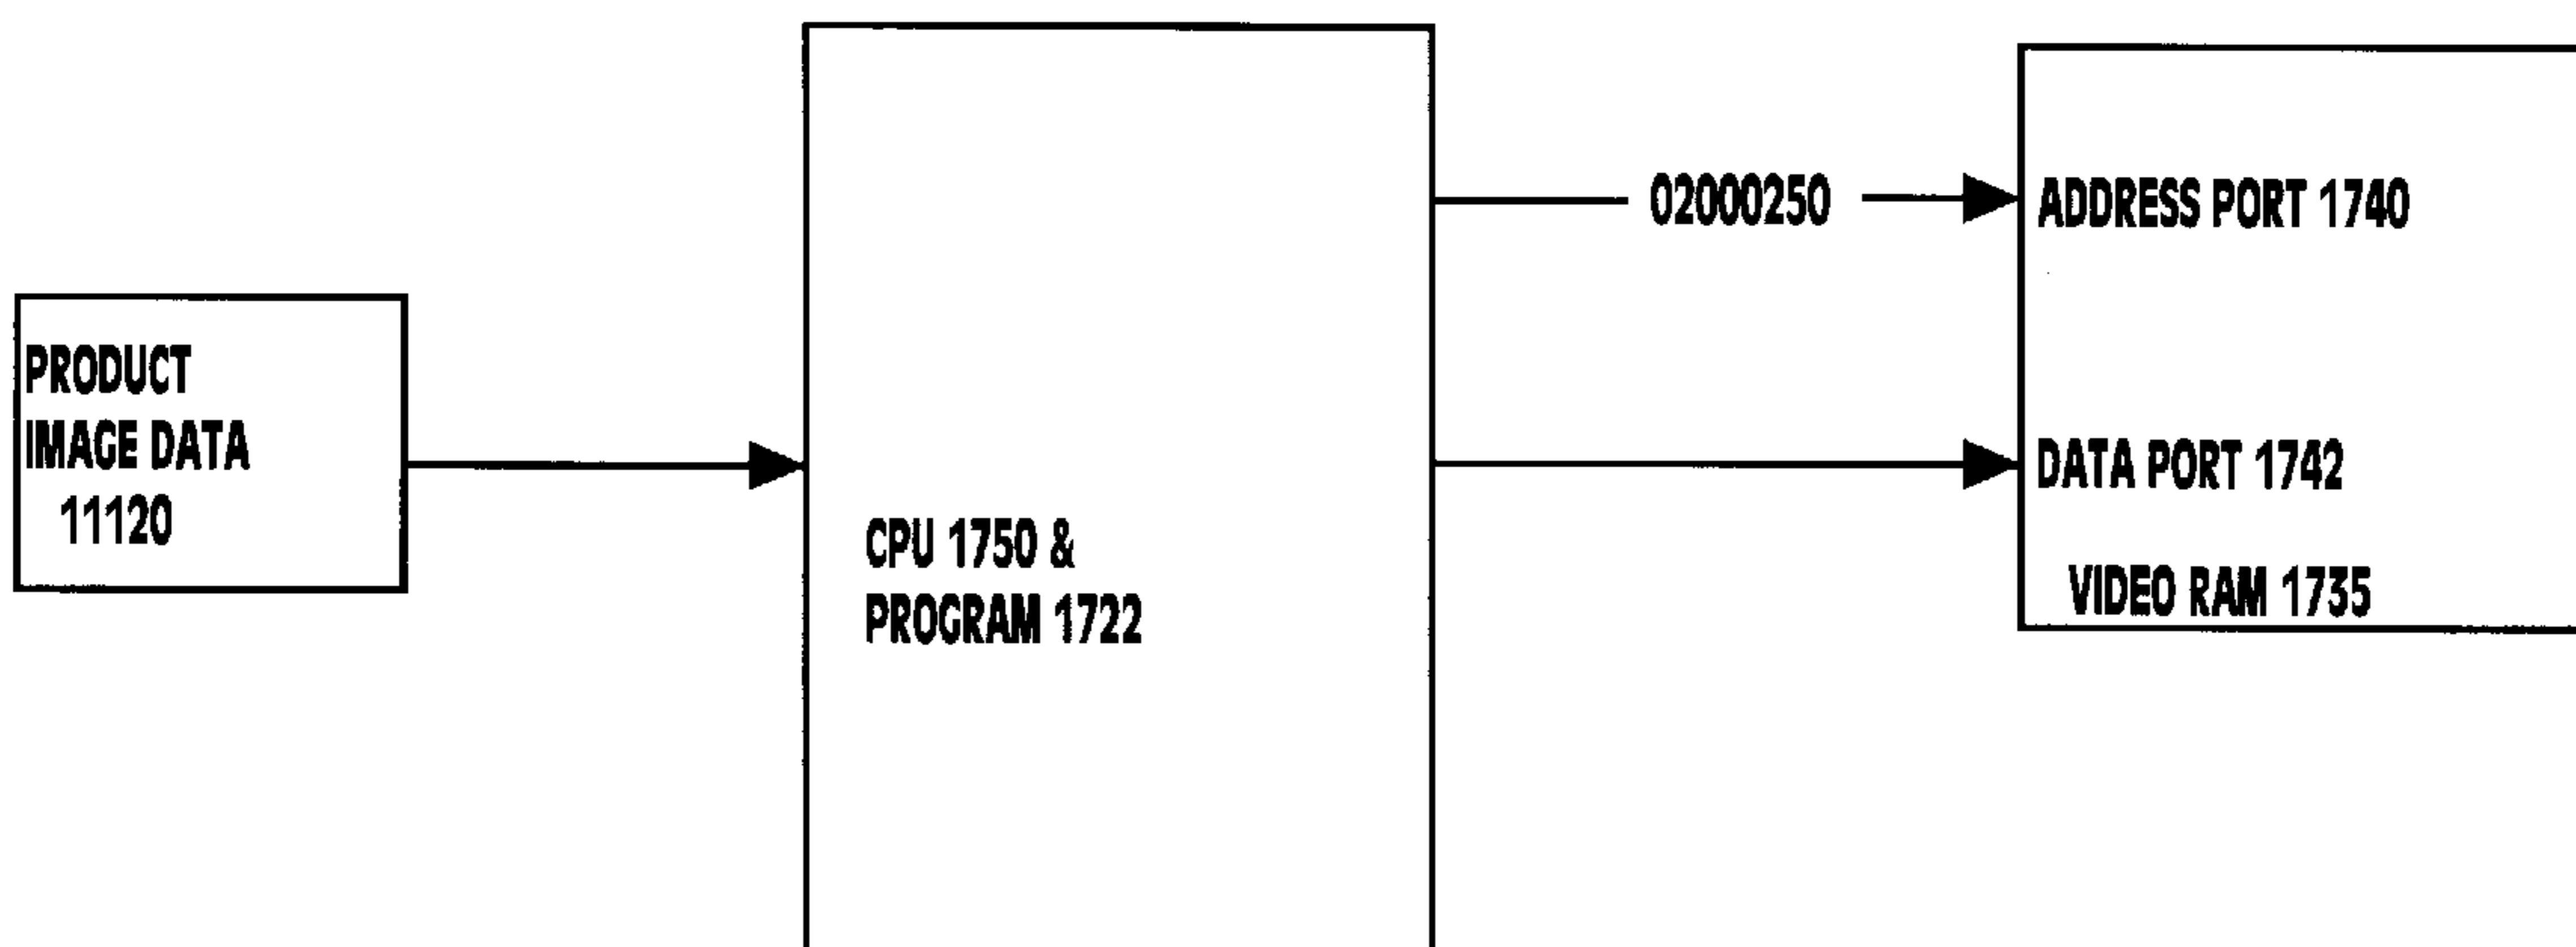 PRODUCT
IMAGE DATA
11120
CPU 1750 &
PROGRAM 1722
02000250
ADDRESS PORT 1740
DATA PORT 1742
VIDEO RAM 1735